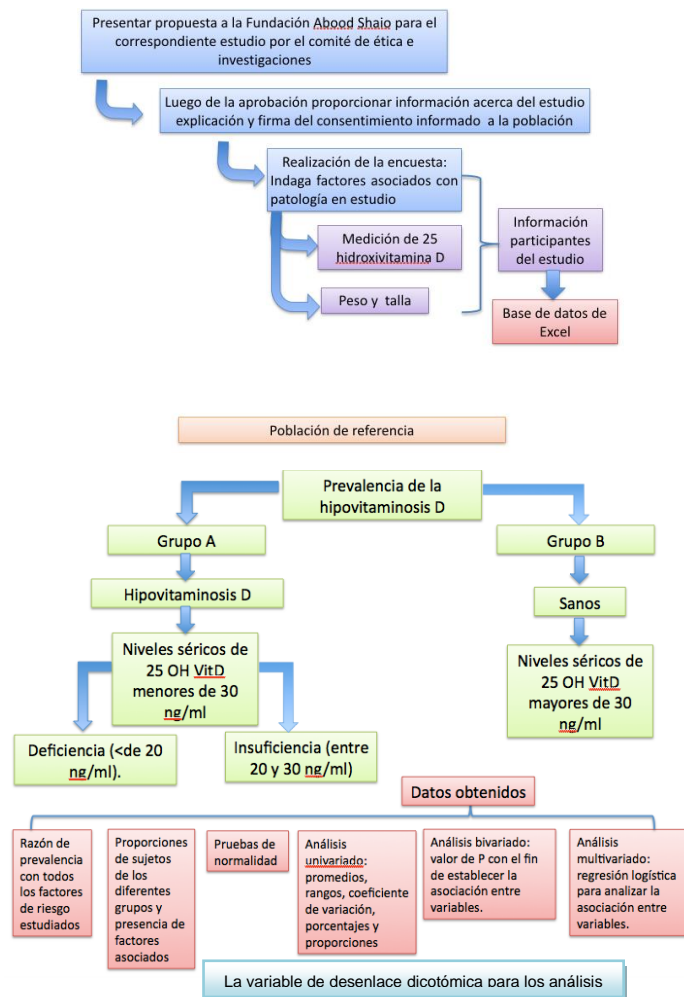 Presentar propuesta a la Fundación Abood Shaio para el
correspondiente estudio por el comité de ética e
investigaciones
Luego de la aprobación proporcionar información acerca del estudio
explicación y firma del consentimiento informado a la población
Realización de la encuesta:
Indaga factores asociados con
patología en estudio
Medición de 25
hidroxivitamina D
Peso y talla
Información
participantes
del estudio
Base de datos de
Excel
Población de referencia
Prevalencia de la
hipovitaminosis D
Grupo A
Hipovitaminosis D
Niveles séricos de
25 OH VitD
menores de 30
ng/ml
Deficiencia (<de 20
ng/ml).
Insuficiencia (entre
20 y 30 ng/ml)
Grupo B
Sanos
Niveles séricos de
25 OH VitD
mayores de 30
ng/ml
Datos obtenidos
Razón de
prevalencia
con todos
los factores
de riesgo
estudiados
Proporciones
de sujetos
de los
diferentes
grupos y
presencia de
factores
asociados
Pruebas de
normalidad
Análisis
univariado:
promedios,
rangos, coeficiente
de variación,
porcentajes y
proporciones
Análisis bivariado:
valor de P con el fin
de establecer la
asociación entre
variables.
Análisis
multivariado:
regresión logística
para analizar la
asociación entre
variables.
La variable de desenlace dicotómica para los análisis